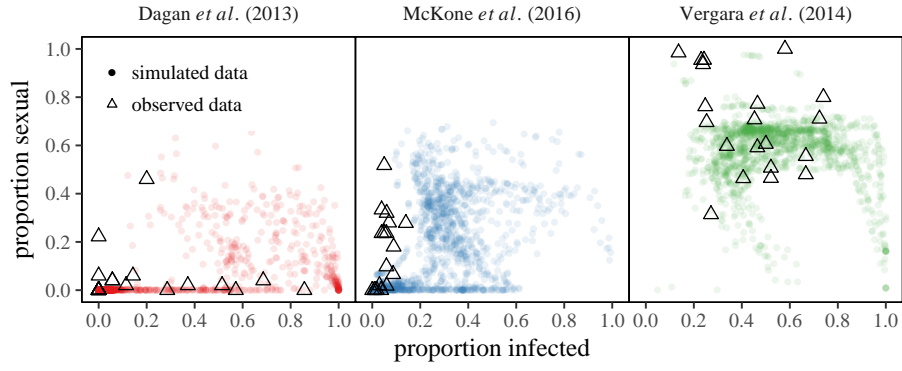 Dagan et al. (2013) McKone et al. (2016) Vergara et al. (2014)
1.0
simulated data
0.8
observed data
0.6
0.4
0.2
0.0
proportion sexual
0.0 0.2 0.4 0.6 0.8 1.0 0.0 0.2 0.4 0.6 0.8 1.0 0.0 0.2 0.4 0.6 0.8 1.0
proportion infected